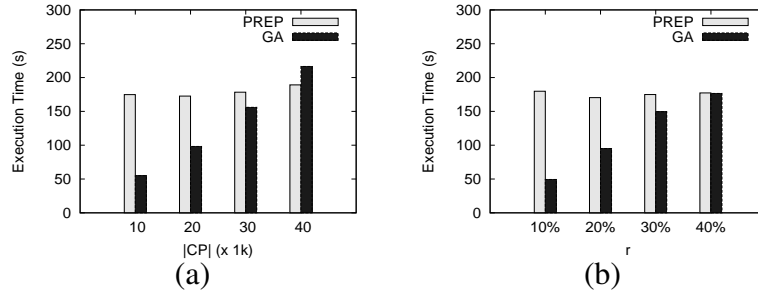 PREP
GA
Execution Time (s)
300
250
200
150
100
50
0
10 20 30 40
|CP| (x 1k)
(a)
PREP
GA
Execution Time (s)
300
250
200
150
100
50
0
10% 20% 30% 40%
r
(b)